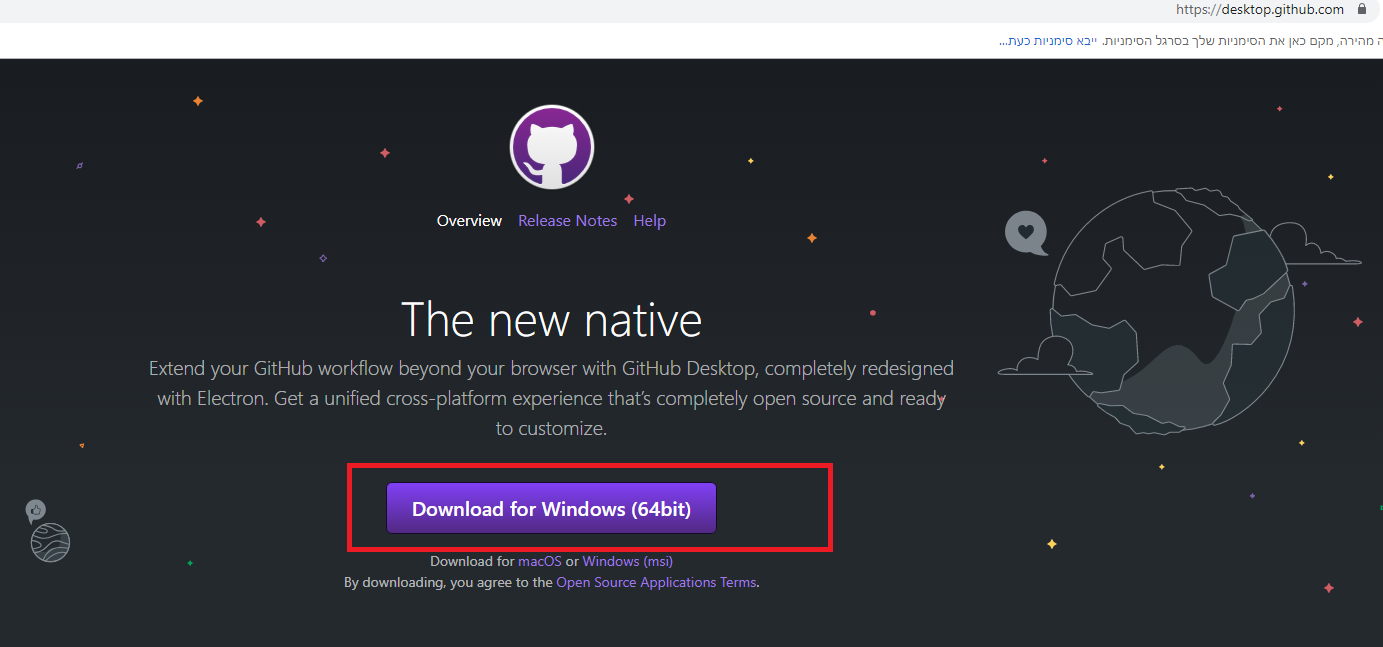 https://desktop.github.com
ה מהירה, מקם כאן את הסימניות שלך בסרגל הסימניות. ייבא סימניות כעת...
Overview Release Notes Help
The new native
Extend your GitHub workflow beyond your browser with GitHub Desktop, completely redesigned
with Electron. Get a unified cross-platform experience that’s completely open source and ready
to customize.
Download for Windows (64bit)
Download for macOS or Windows (msi)
By downloading, you agree to the Open Source Applications Terms.